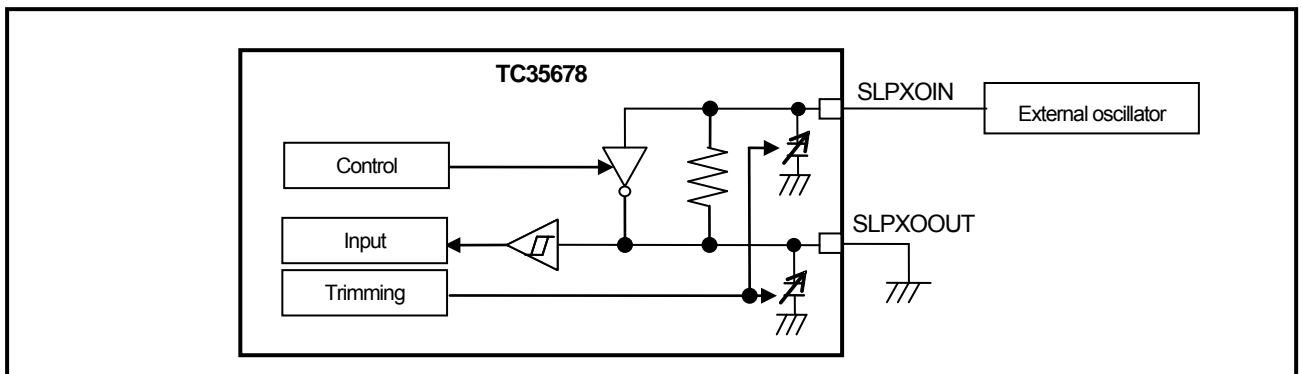 TC35678
SLPXOIN
External oscillator
Control
SLPXOOUT
Input
Trimming